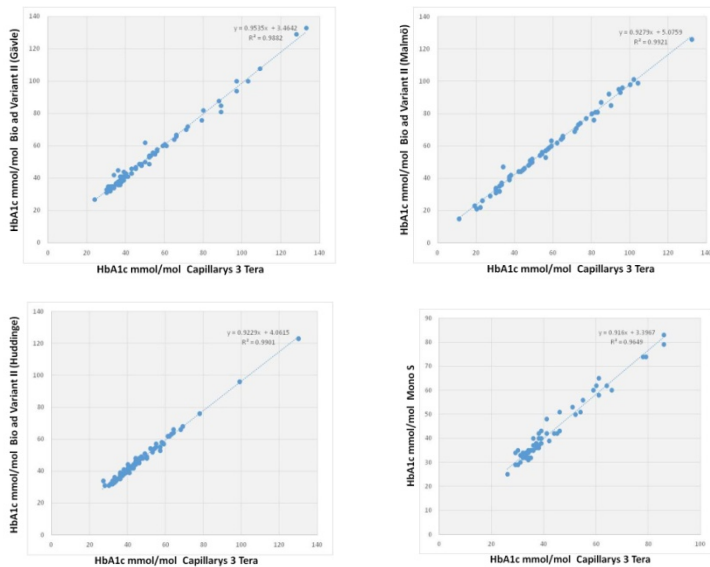 HbA1c mmol/mol Bio ad Variant II (Gävle)
140
120
100
80
60
40
20
0
y = 0.9535x + 3.4642
R² = 0.9882
0 20 40 60 80 100 120 140
HbA1c mmol/mol Capillarys 3 Tera
HbA1c mmol/mol Bio ad Variant II (Malmö)
140
120
100
80
60
40
20
0
y = 0.9279x + 5.0759
R² = 0.9921
0 20 40 60 80 100 120 140
HbA1c mmol/mol Capillarys 3 Tera
HbA1c mmol/mol Bio ad Variant II (Huddinge)
140
120
100
80
60
40
20
0
y = 0.9229x + 4.0615
R² = 0.9901
0 20 40 60 80 100 120 140
HbA1c mmol/mol Capillarys 3 Tera
HbA1c mmol/mol Mono S
90
80
70
60
50
40
30
20
10
0
y = 0.916x + 3.3967
R² = 0.9649
0 20 40 60 80 100
HbA1c mmol/mol Capillarys 3 Tera